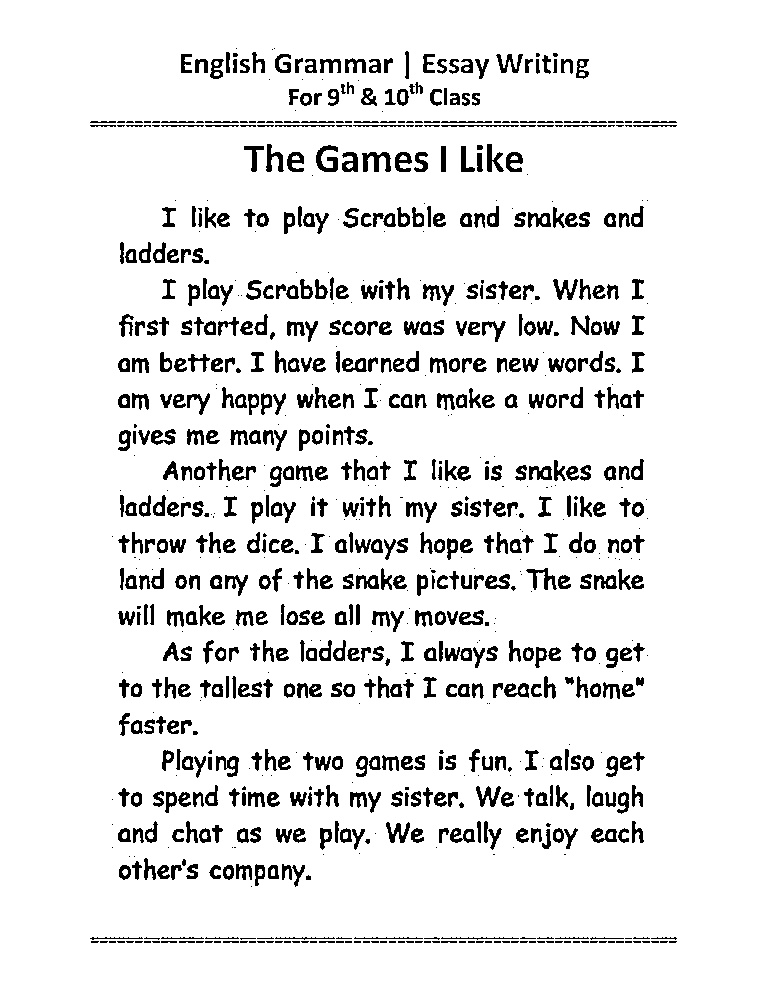 English Grammar | Essay Writing
For 9th & 10th Class
The Games I Like
I like to play Scrabble and snakes and
ladders.
I play Scrabble with my sister. When I
first started, my score was very low. Now I
am better. I have learned more new words. I
am very happy when I can make a word that
gives me many points.
Another game that I like is snakes and
ladders. I play it with my sister. I like to
throw the dice. I always hope that I do not
land on any of the snake pictures. The snake
will make me lose all my moves.
As for the ladders, I always hope to get
to the tallest one so that I can reach "home"
faster.
Playing the two games is fun. I also get
to spend time with my sister. We talk, laugh
and chat as we play. We really enjoy each
other's company.